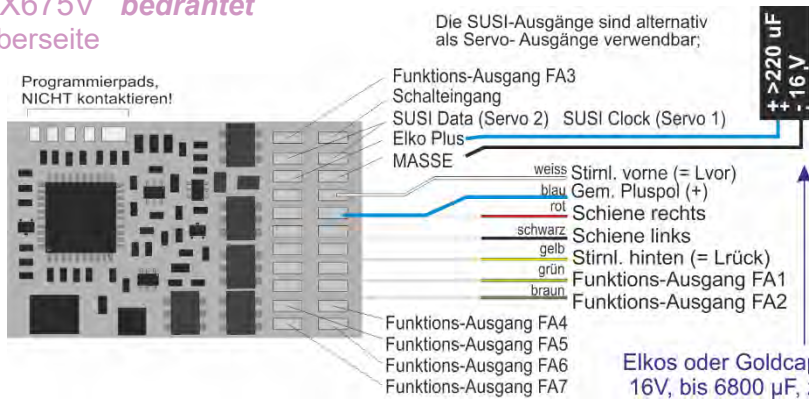 X675V bedrahtet
berseite
Die SUSI-Ausgänge sind alternativ
als Servo- Ausgänge verwendbar;
Programmierpads,
NICHT kontaktieren!
Funktions-Ausgang FA3
Schalteingang
SUSI Data (Servo 2) SUSI Clock (Servo 1)
Elko Plus
MASSE
++ >220 uF
- 16 V
weiss Stirnl. vorne (= Lvor)
blau Gem. Pluspol (+)
rot Schiene rechts
schwarz Schiene links
gelb Stirnl. hinten (= Lrück)
grün Funktions-Ausgang FA1
braun Funktions-Ausgang FA2
Funktions-Ausgang FA4
Funktions-Ausgang FA5
Funktions-Ausgang FA6
Funktions-Ausgang FA7
Elkos oder Goldcap
16V, bis 6800 µF,